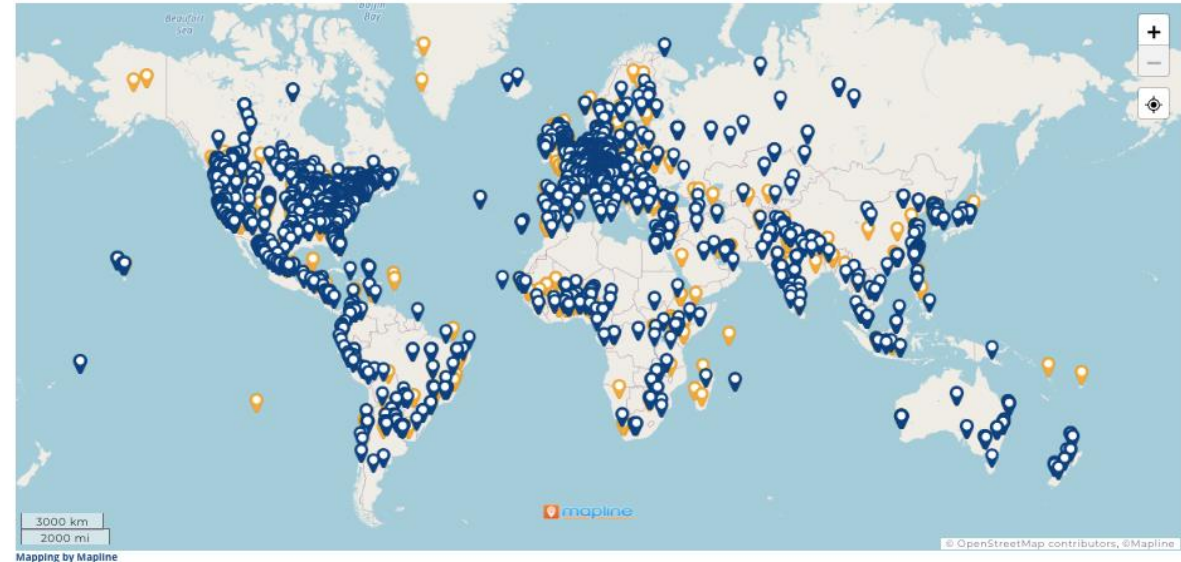 Beaufort
Sea
Baffin
Bay
+
−
3000 km
2000 mi
mapline
© OpenStreetMap contributors, ©Mapline
Mapping by Mapline